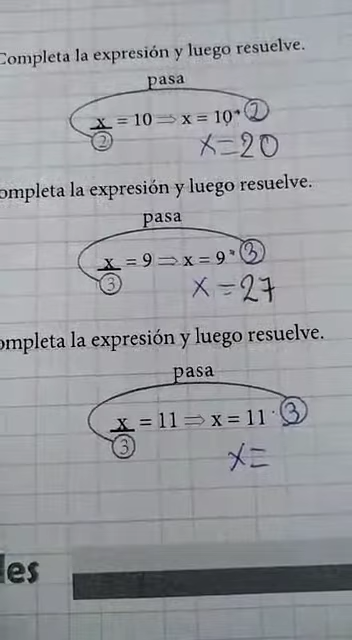 Completa la expresión y luego resuelve.
pasa
x/2 = 10 ⇒ x = 10 · 2
x = 20
ompleta la expresión y luego resuelve.
pasa
x/3 = 9 ⇒ x = 9 · 3
x = 27
ompleta la expresión y luego resuelve.
pasa
x/3 = 11 ⇒ x = 11 · 3
x =
les